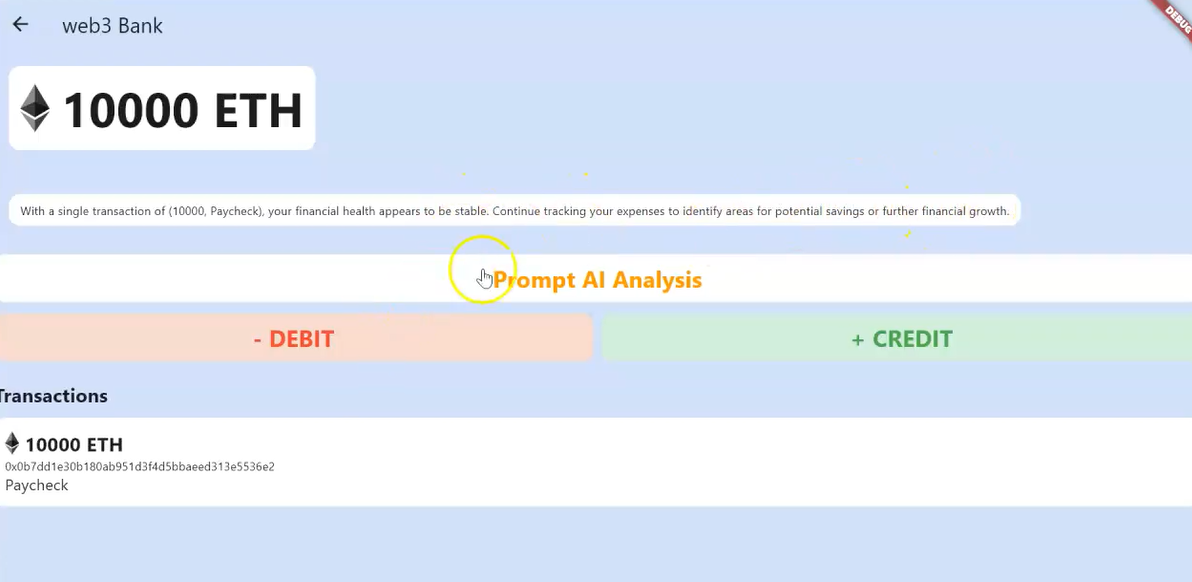 web3 Bank
DEBUG
10000 ETH
With a single transaction of (10000, Paycheck), your financial health appears to be stable. Continue tracking your expenses to identify areas for potential savings or further financial growth.
Prompt AI Analysis
- DEBIT
+ CREDIT
Transactions
10000 ETH
0x0b7dd1e30b180ab951d3f4d5bbaeed313e5536e2
Paycheck